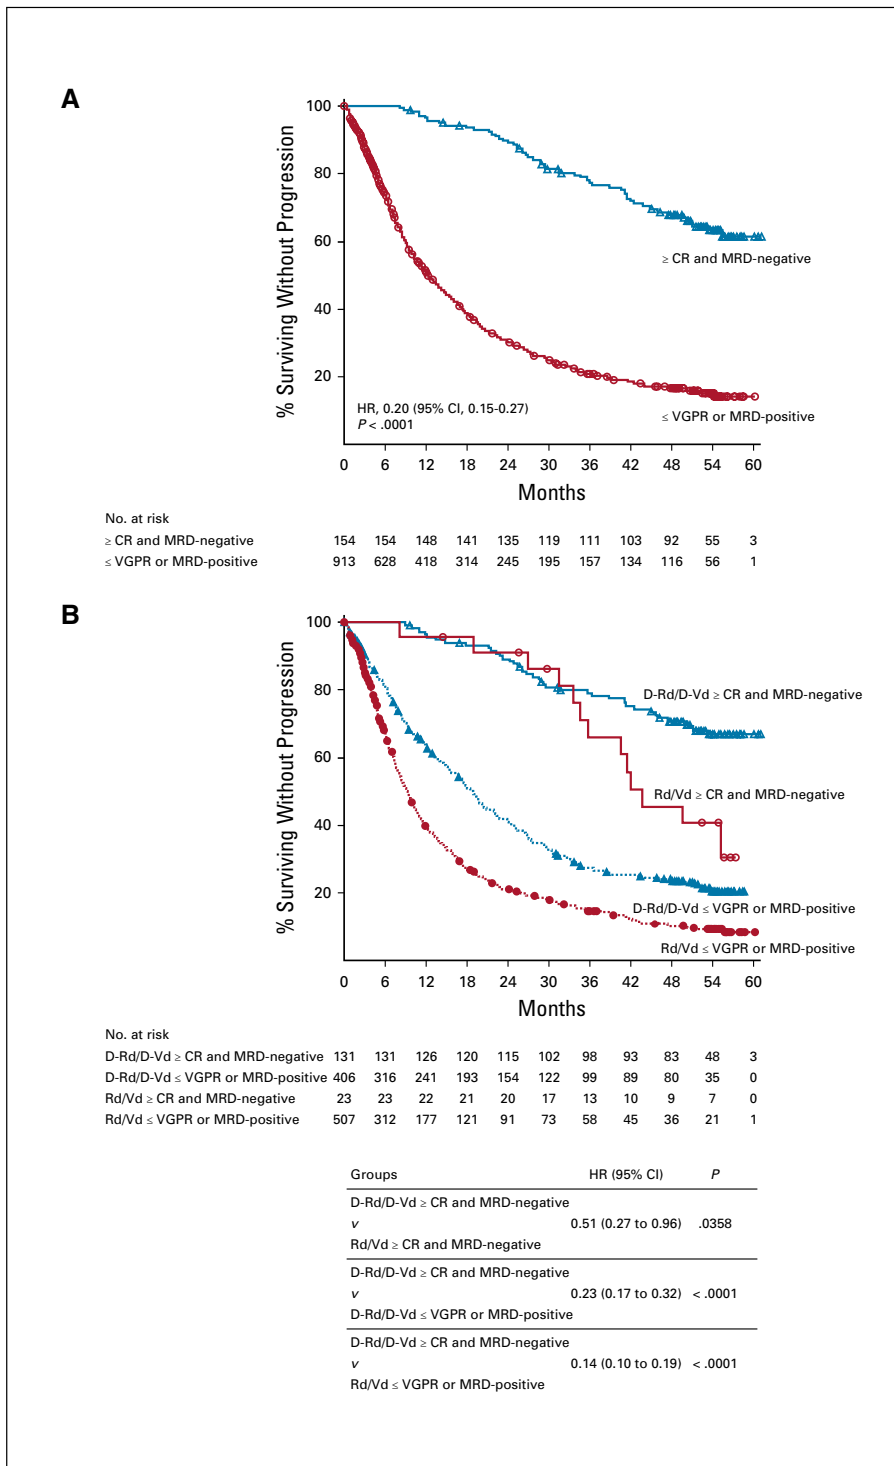 A
% Surviving Without Progression
100
80
60
40
20
≥ CR and MRD-negative
≤ VGPR or MRD-positive
HR, 0.20 (95% CI, 0.15-0.27)
P < .0001
0 6 12 18 24 30 36 42 48 54 60
Months
No. at risk
≥ CR and MRD-negative 154 154 148 141 135 119 111 103 92 55 3
≤ VGPR or MRD-positive 913 628 418 314 245 195 157 134 116 56 1
B
% Surviving Without Progression
100
80
60
40
20
D-Rd/D-Vd ≥ CR and MRD-negative
Rd/Vd ≥ CR and MRD-negative
D-Rd/D-Vd ≤ VGPR or MRD-positive
Rd/Vd ≤ VGPR or MRD-positive
0 6 12 18 24 30 36 42 48 54 60
Months
No. at risk
D-Rd/D-Vd ≥ CR and MRD-negative 131 131 126 120 115 102 98 93 83 48 3
D-Rd/D-Vd ≤ VGPR or MRD-positive 406 316 241 193 154 122 99 89 80 35 0
Rd/Vd ≥ CR and MRD-negative 23 23 22 21 20 17 13 10 9 7 0
Rd/Vd ≤ VGPR or MRD-positive 507 312 177 121 91 73 58 45 36 21 1
Groups HR (95% CI) P
D-Rd/D-Vd ≥ CR and MRD-negative
v 0.51 (0.27 to 0.96) .0358
Rd/Vd ≥ CR and MRD-negative
D-Rd/D-Vd ≥ CR and MRD-negative
v 0.23 (0.17 to 0.32) < .0001
D-Rd/D-Vd ≤ VGPR or MRD-positive
D-Rd/D-Vd ≥ CR and MRD-negative
v 0.14 (0.10 to 0.19) < .0001
Rd/Vd ≤ VGPR or MRD-positive